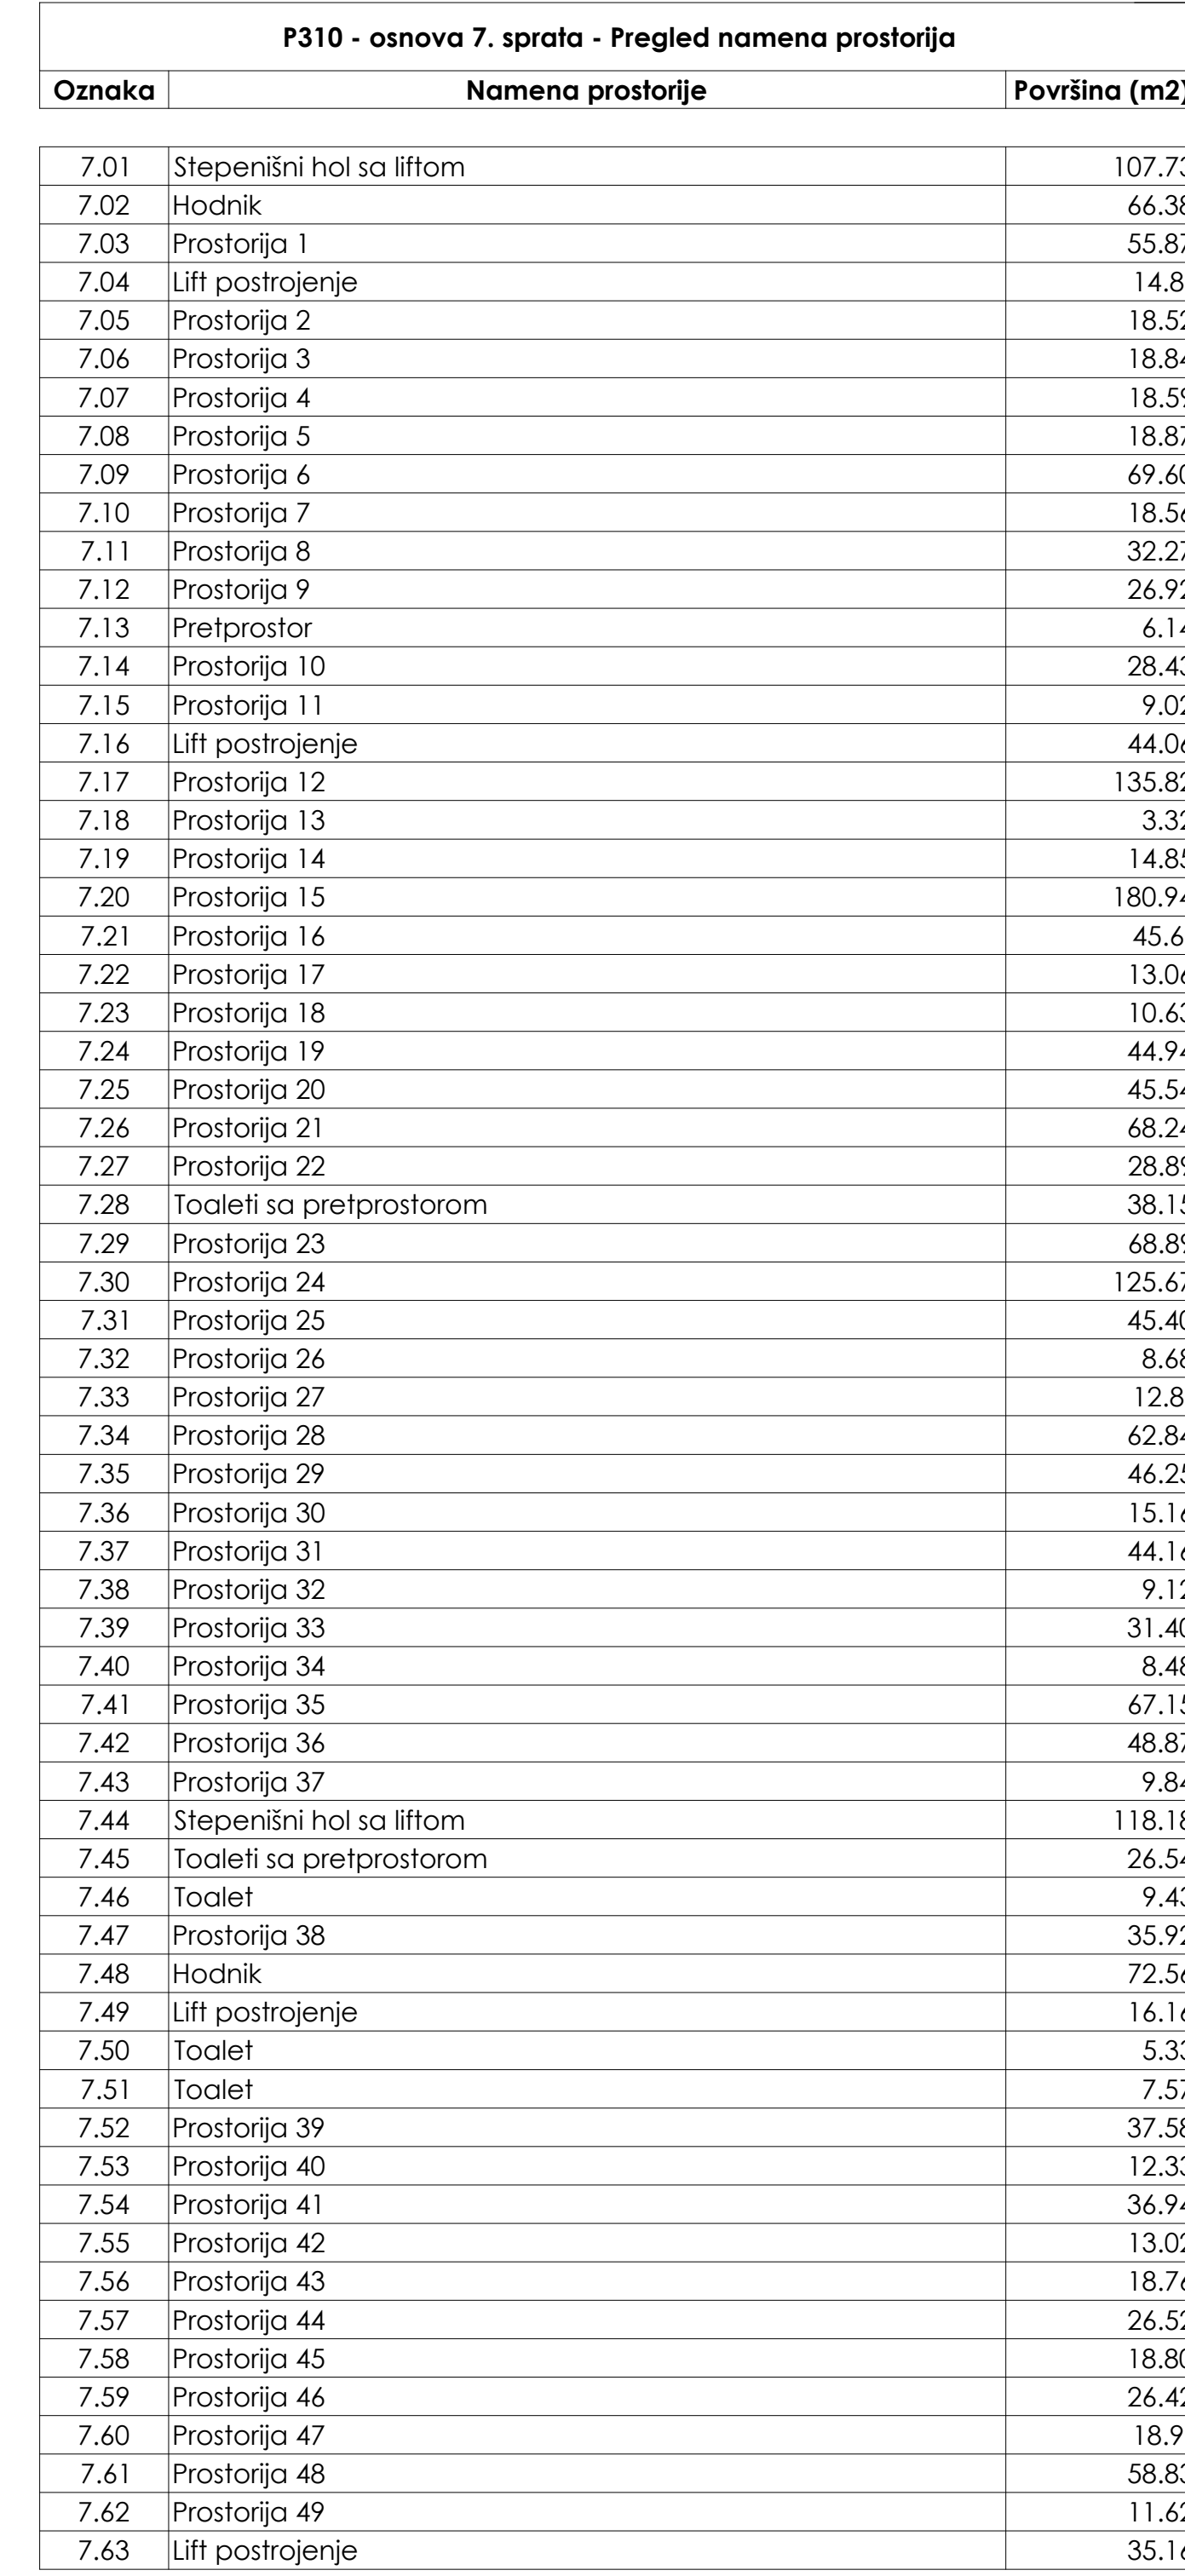 P310 - osnova 7. sprata - Pregled namena prostorija
Oznaka Namena prostorije Površina (m2)
7.01 Stepenišni hol sa liftom 107.73
7.02 Hodnik 66.38
7.03 Prostorija 1 55.87
7.04 Lift postrojenje 14.8
7.05 Prostorija 2 18.52
7.06 Prostorija 3 18.84
7.07 Prostorija 4 18.59
7.08 Prostorija 5 18.87
7.09 Prostorija 6 69.60
7.10 Prostorija 7 18.56
7.11 Prostorija 8 32.27
7.12 Prostorija 9 26.92
7.13 Pretprostor 6.14
7.14 Prostorija 10 28.43
7.15 Prostorija 11 9.02
7.16 Lift postrojenje 44.06
7.17 Prostorija 12 135.82
7.18 Prostorija 13 3.32
7.19 Prostorija 14 14.85
7.20 Prostorija 15 180.94
7.21 Prostorija 16 45.6
7.22 Prostorija 17 13.06
7.23 Prostorija 18 10.63
7.24 Prostorija 19 44.94
7.25 Prostorija 20 45.54
7.26 Prostorija 21 68.24
7.27 Prostorija 22 28.89
7.28 Toaleti sa pretprostorom 38.15
7.29 Prostorija 23 68.89
7.30 Prostorija 24 125.67
7.31 Prostorija 25 45.40
7.32 Prostorija 26 8.68
7.33 Prostorija 27 12.8
7.34 Prostorija 28 62.84
7.35 Prostorija 29 46.25
7.36 Prostorija 30 15.16
7.37 Prostorija 31 44.16
7.38 Prostorija 32 9.12
7.39 Prostorija 33 31.40
7.40 Prostorija 34 8.48
7.41 Prostorija 35 67.15
7.42 Prostorija 36 48.87
7.43 Prostorija 37 9.84
7.44 Stepenišni hol sa liftom 118.18
7.45 Toaleti sa pretprostorom 26.54
7.46 Toalet 9.43
7.47 Prostorija 38 35.92
7.48 Hodnik 72.56
7.49 Lift postrojenje 16.16
7.50 Toalet 5.33
7.51 Toalet 7.57
7.52 Prostorija 39 37.58
7.53 Prostorija 40 12.33
7.54 Prostorija 41 36.94
7.55 Prostorija 42 13.02
7.56 Prostorija 43 18.76
7.57 Prostorija 44 26.52
7.58 Prostorija 45 18.80
7.59 Prostorija 46 26.42
7.60 Prostorija 47 18.9
7.61 Prostorija 48 58.83
7.62 Prostorija 49 11.62
7.63 Lift postrojenje 35.16